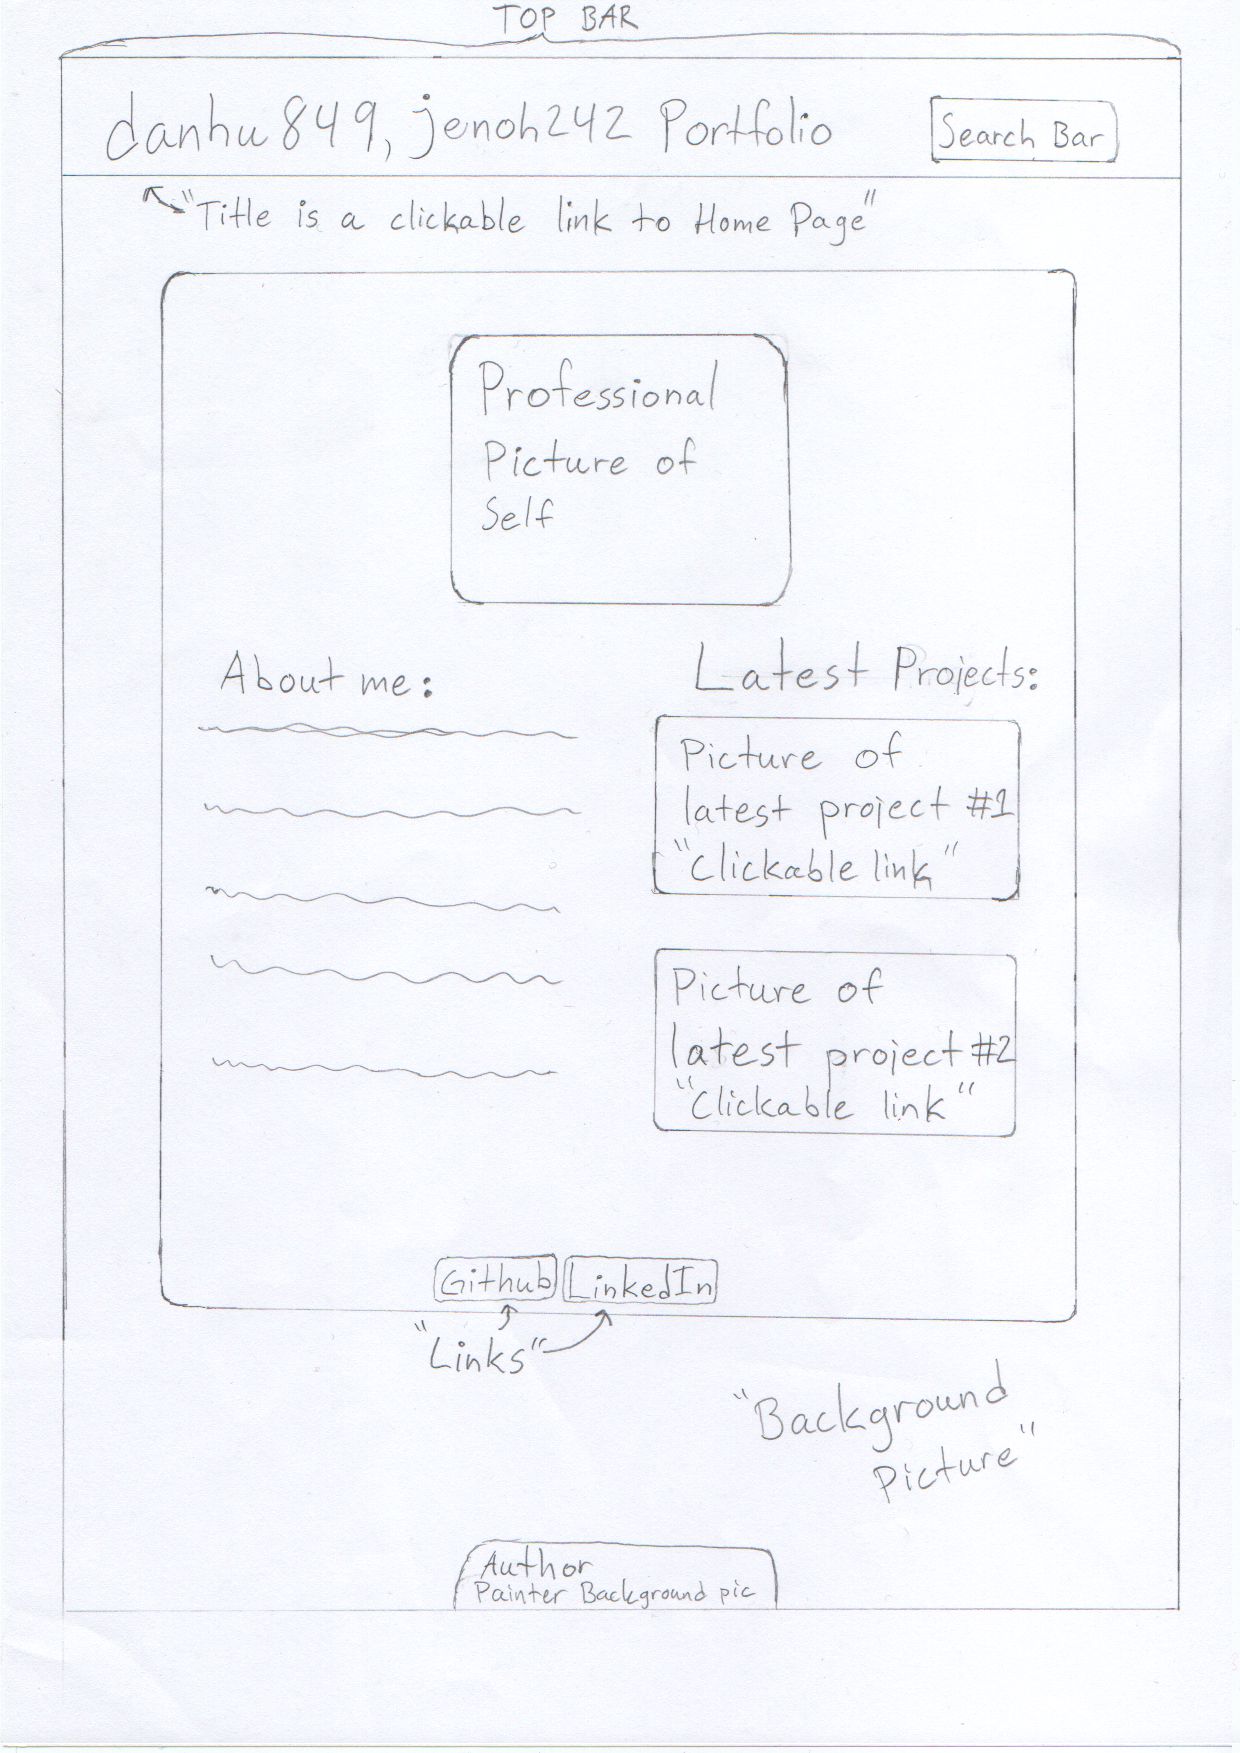 TOP BAR
danhu849, jenoh242 Portfolio
Search Bar
"Title is a clickable link to Home Page"
Professional
Picture of
Self
About me:
Latest Projects:
Picture of
latest project #1
"Clickable link"
Picture of
latest project #2
"Clickable link"
Github
LinkedIn
"Links"
"Background
Picture"
Author
Painter Background pic